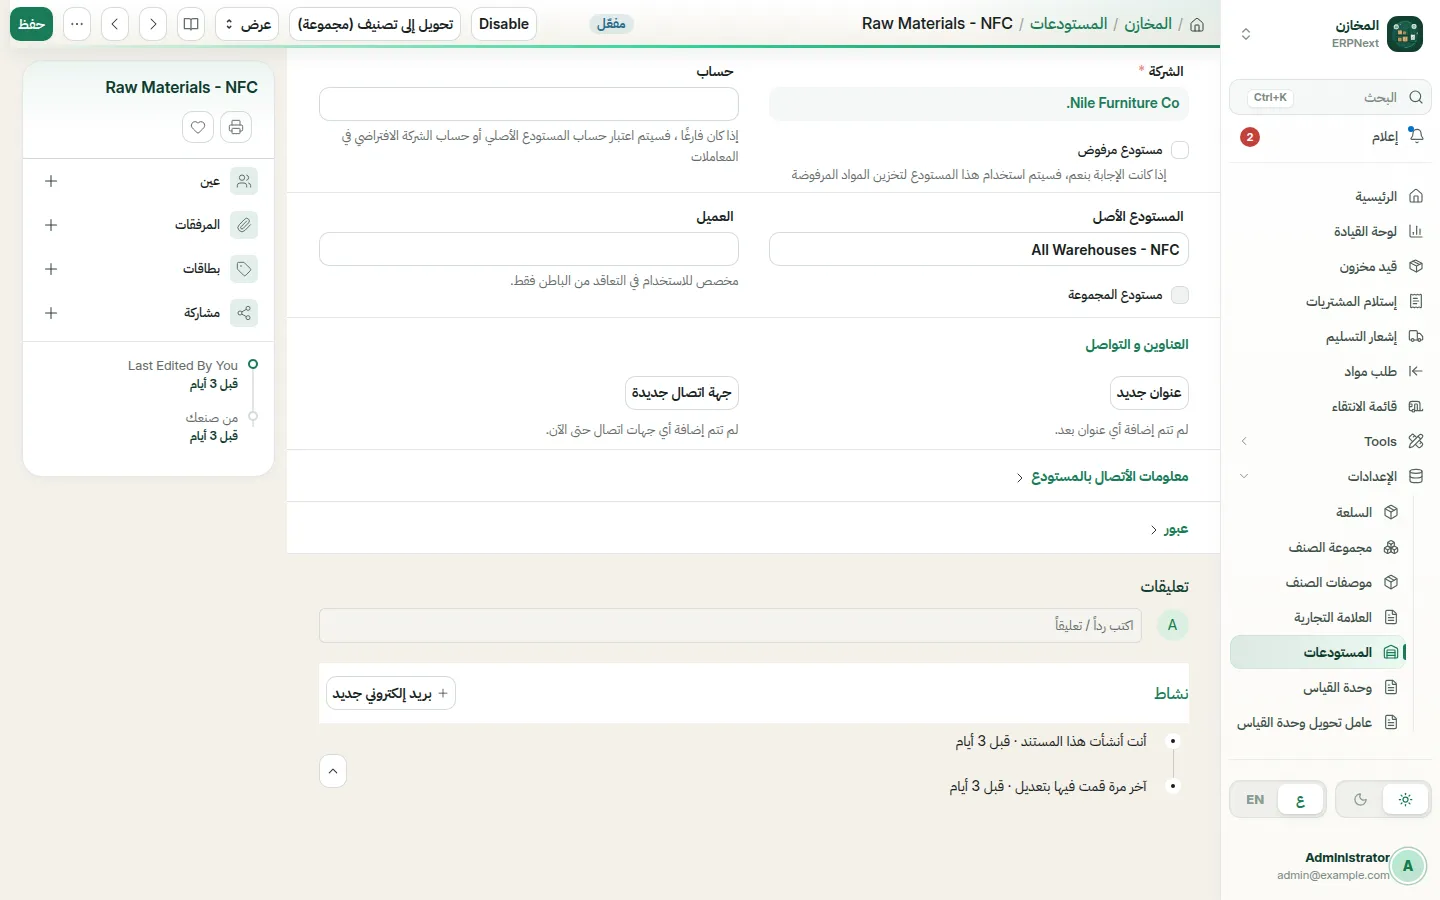 المخازن
ERPNext
البحث
Ctrl+K
إعلام
2
الرئيسية
لوحة القيادة
قيد مخزون
إستلام المشتريات
إشعار التسليم
طلب مواد
قائمة الانتقاء
Tools
الإعدادات
السلعة
مجموعة الصنف
موصفات الصنف
العلامة التجارية
المستودعات
وحدة القياس
عامل تحويل وحدة القياس
ع
EN
Administrator
admin@example.com
A
المخازن / المستودعات / Raw Materials - NFC
مفعّل
Disable
تحويل إلى تصنيف (مجموعة)
عرض
حفظ
الشركة *
Nile Furniture Co.
مستودع مرفوض
إذا كانت الإجابة بنعم، فسيتم استخدام هذا المستودع لتخزين المواد المرفوضة
حساب
إذا كان فارغًا ، فسيتم اعتبار حساب المستودع الأصلي أو حساب الشركة الافتراضي في
المعاملات
المستودع الأصل
All Warehouses - NFC
مستودع المجموعة
العميل
مخصص للاستخدام في التعاقد من الباطن فقط.
العناوين و التواصل
عنوان جديد
لم تتم إضافة أي عنوان بعد.
جهة اتصال جديدة
لم تتم إضافة أي جهات اتصال حتى الآن.
معلومات الأتصال بالمستودع
عبور
تعليقات
A
اكتب رداً / تعليقاً
نشاط
بريد إلكتروني جديد
أنت أنشأت هذا المستند · قبل 3 أيام
آخر مرة قمت فيها بتعديل · قبل 3 أيام
Raw Materials - NFC
عين
المرفقات
بطاقات
مشاركة
Last Edited By You
قبل 3 أيام
من صنعك
قبل 3 أيام